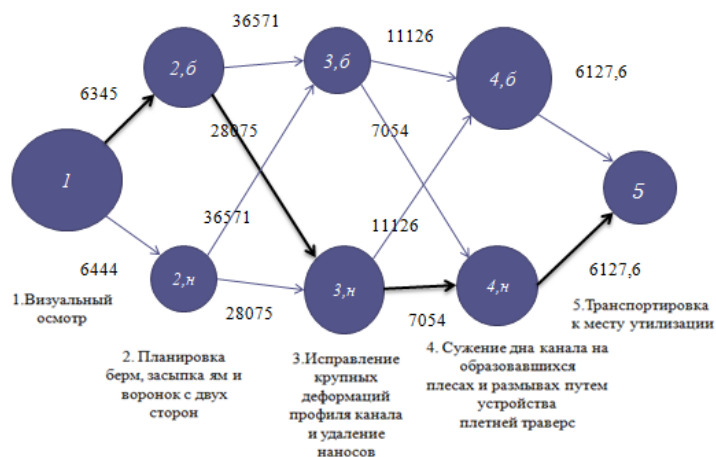 36571
11126
2,б
3,б
4,б
6127,6
6345
28075
7054
1
5
36571
11126
6444
2,н
3,н
4,н
6127,6
28075
7054
1.Визуальный
осмотр
2. Планировка
берм, засыпка ям и
воронок с двух
сторон
3.Исправление
крупных
деформаций
профиля канала
и удаление
наносов
4. Сужение дна канала на
образовавшихся
плесах и размывах путем
устройства
плетней траверс
5.Транспортировка
к месту утилизации